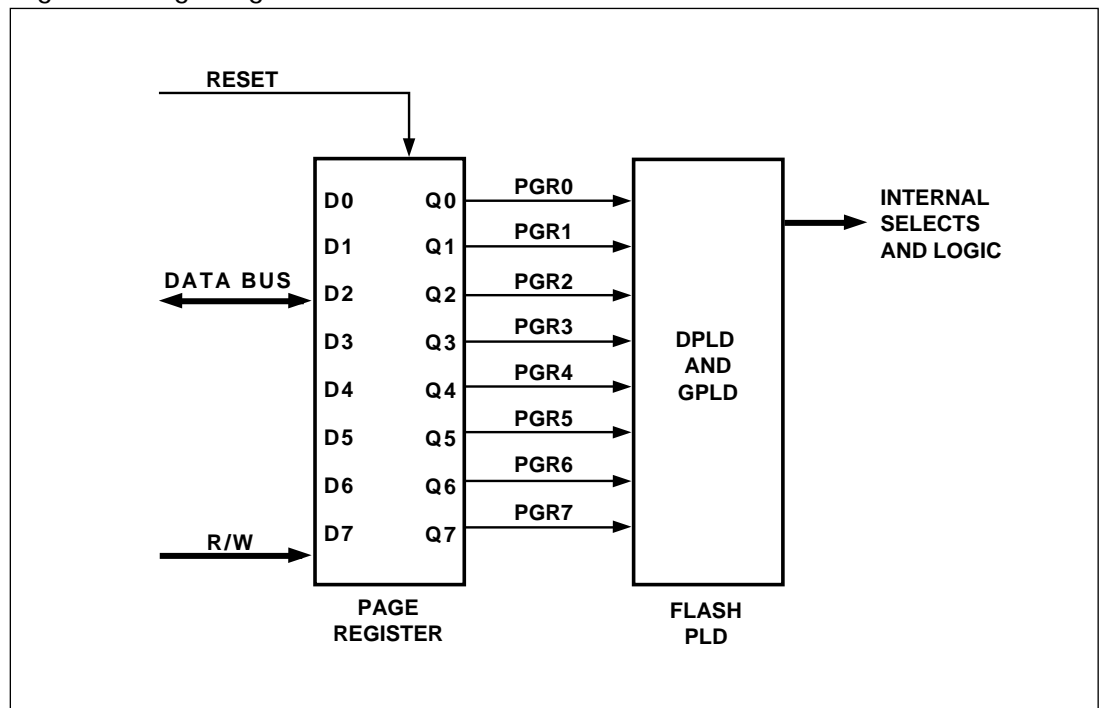 RESET
D0 Q0 PGR0
D1 Q1 PGR1
D2 Q2 PGR2
D3 Q3 PGR3
D4 Q4 PGR4
D5 Q5 PGR5
D6 Q6 PGR6
D7 Q7 PGR7
DATA BUS
R/W
PAGE
REGISTER
DPLD
AND
GPLD
FLASH
PLD
INTERNAL
SELECTS
AND LOGIC